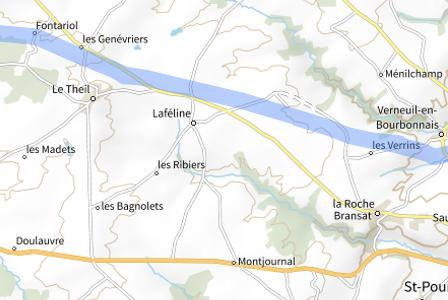 Fontariol
les Genévriers
Ménilchamp
Le Theil
Laféline
Verneuil-en-
Bourbonnais
les Madets
les Verrins
les Ribiers
la Roche
Bransat
les Bagnolets
Sau
Doulauvre
Montjournal
St-Pou